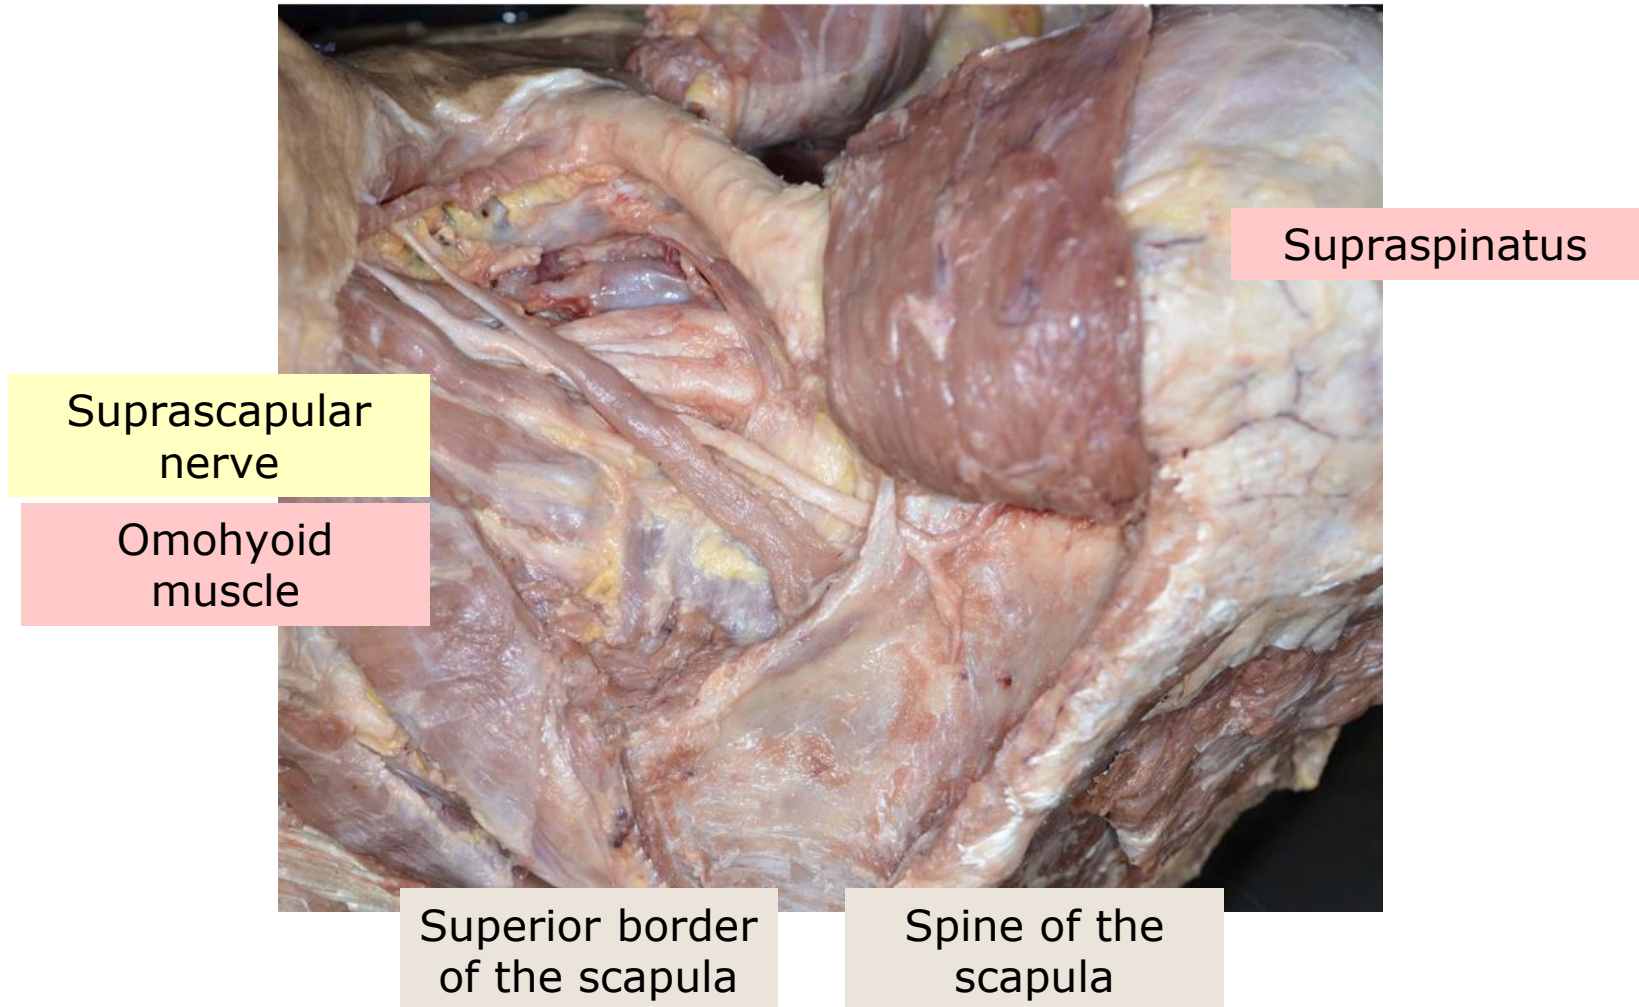 Supraspinatus
Suprascapular
nerve
Omohyoid
muscle
Superior border
of the scapula
Spine of the
scapula